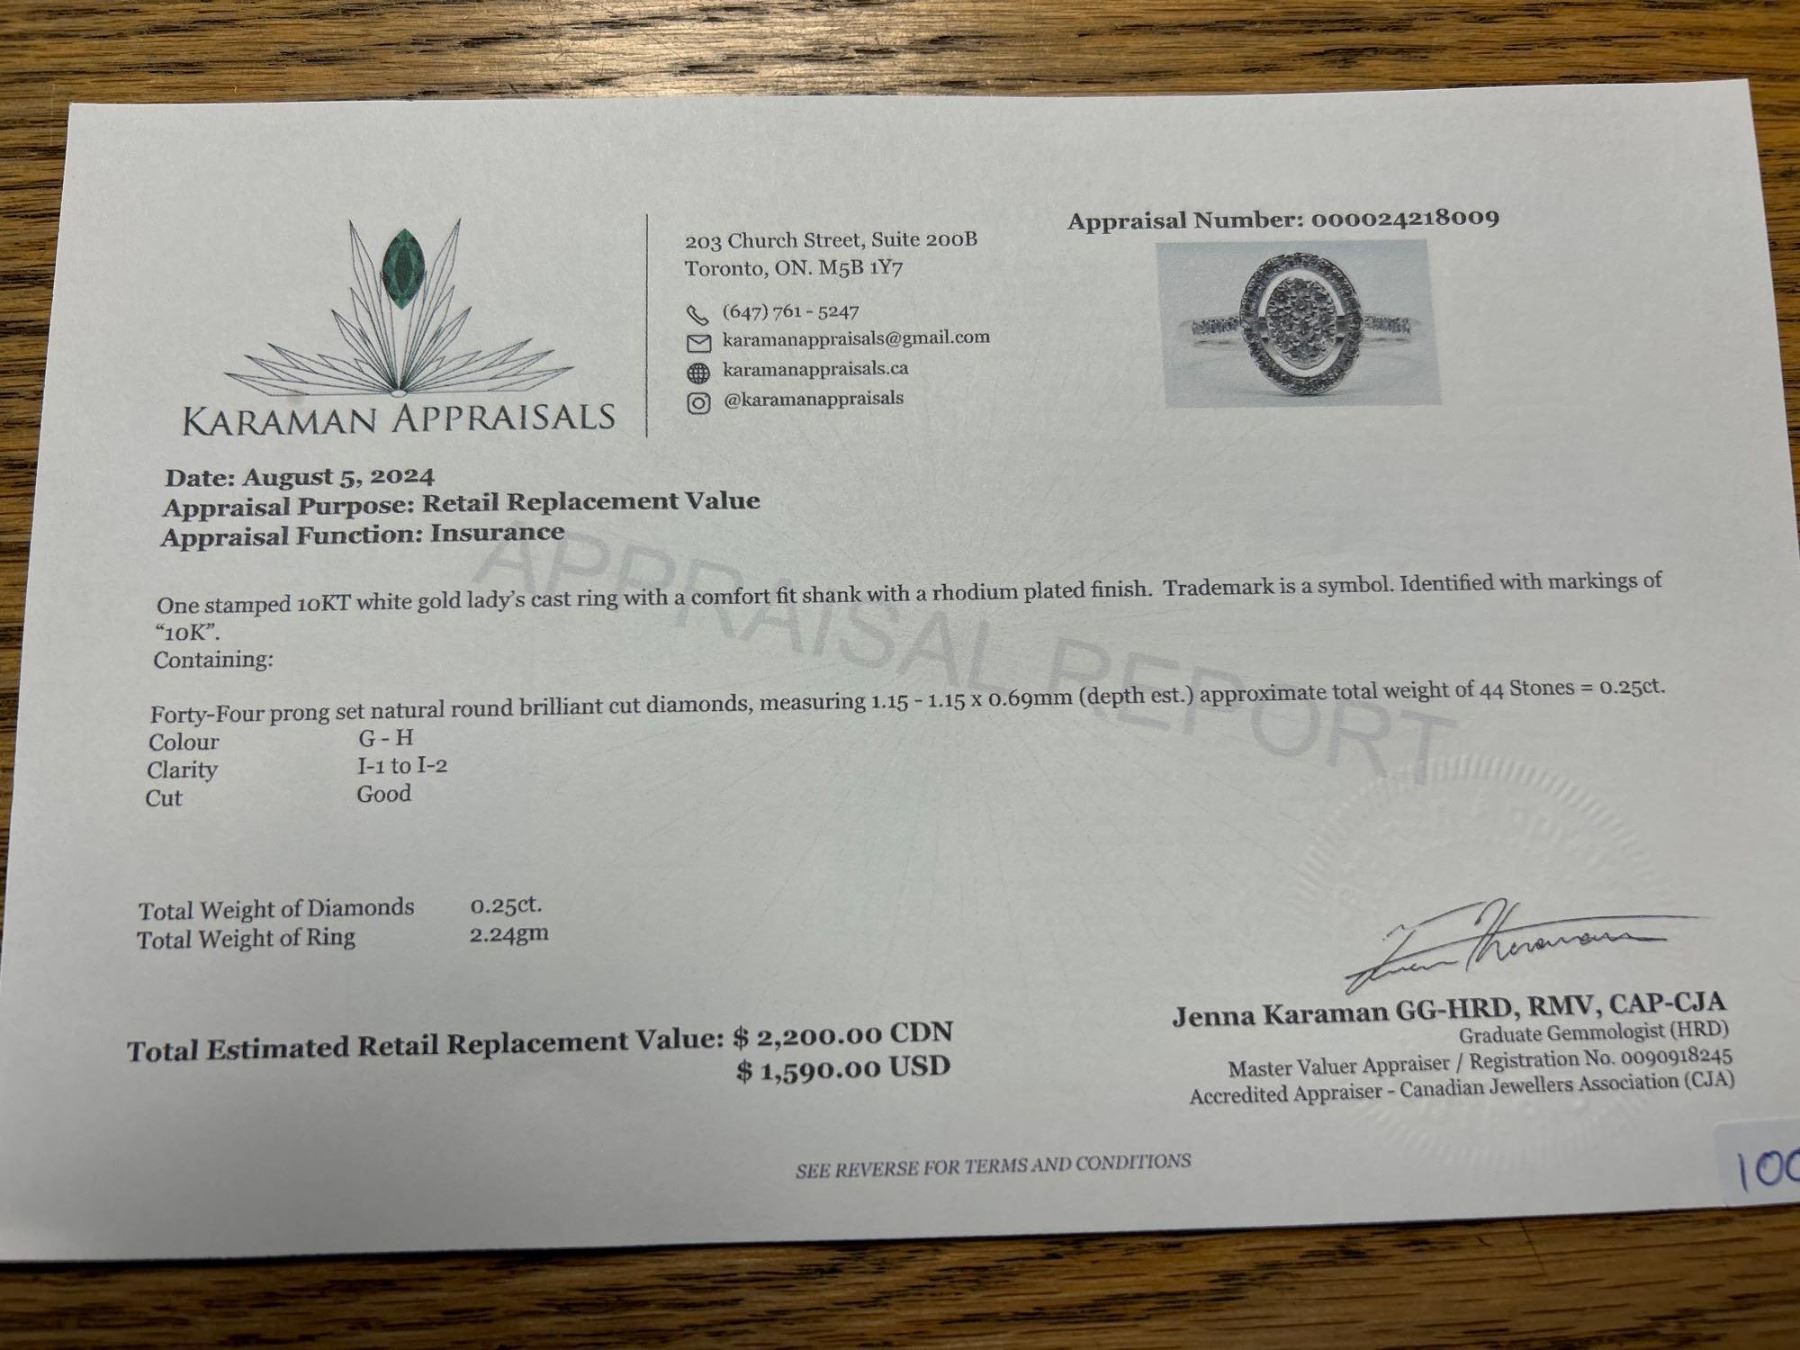 KARAMAN APPRAISALS
203 Church Street, Suite 200B
Toronto, ON. M5B 1Y7
(647) 761 - 5247
karamanappraisals@gmail.com
karamanappraisals.ca
@karamanappraisals
Appraisal Number: 000024218009
Date: August 5, 2024
Appraisal Purpose: Retail Replacement Value
Appraisal Function: Insurance
APPRAISAL REPORT
One stamped 10KT white gold lady's cast ring with a comfort fit shank with a rhodium plated finish. Trademark is a symbol. Identified with markings of
“10K”.
Containing:
Forty-Four prong set natural round brilliant cut diamonds, measuring 1.15 - 1.15 x 0.69mm (depth est.) approximate total weight of 44 Stones = 0.25ct.
Colour G - H
Clarity I-1 to I-2
Cut Good
Total Weight of Diamonds 0.25ct.
Total Weight of Ring 2.24gm
Total Estimated Retail Replacement Value: $ 2,200.00 CDN
$ 1,590.00 USD
Jenna Karaman GG-HRD, RMV, CAP-CJA
Graduate Gemmologist (HRD)
Master Valuer Appraiser / Registration No. 0090918245
Accredited Appraiser - Canadian Jewellers Association (CJA)
SEE REVERSE FOR TERMS AND CONDITIONS